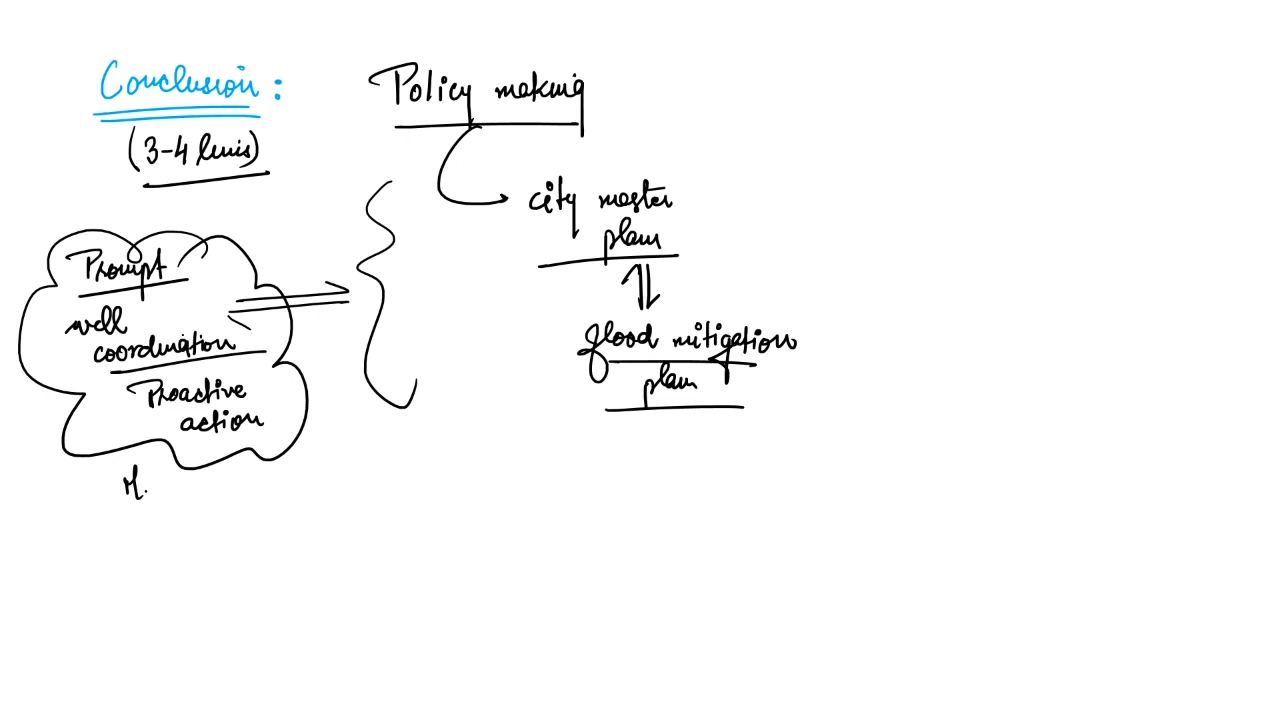 Conclusion:
(3-4 lines)
Policy making
city master
plan
flood mitigation
plan
Prompt
well
coordination
Proactive
action
M.